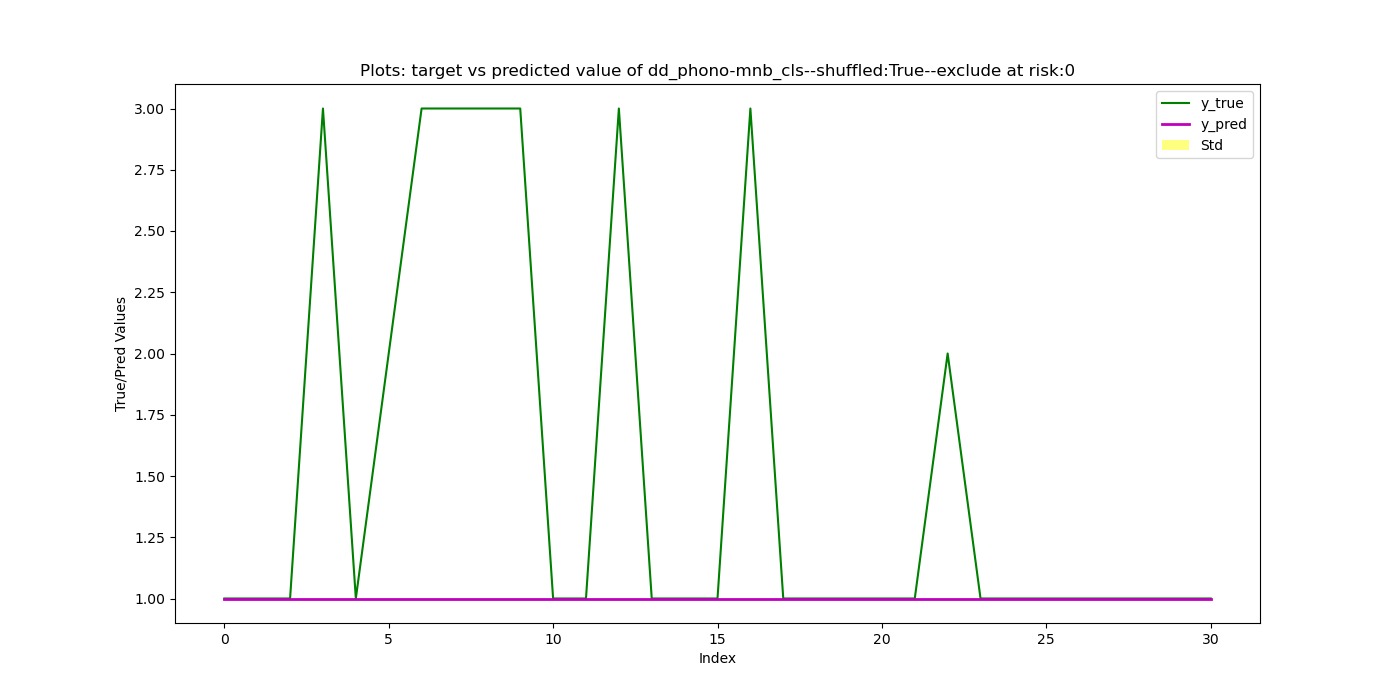 Plots: target vs predicted value of dd_phono-mnb_cls--shuffled:True--exclude at risk:0
y_true
y_pred
Std
3.00
2.75
2.50
2.25
2.00
1.75
1.50
1.25
1.00
True/Pred Values
0 5 10 15 20 25 30
Index